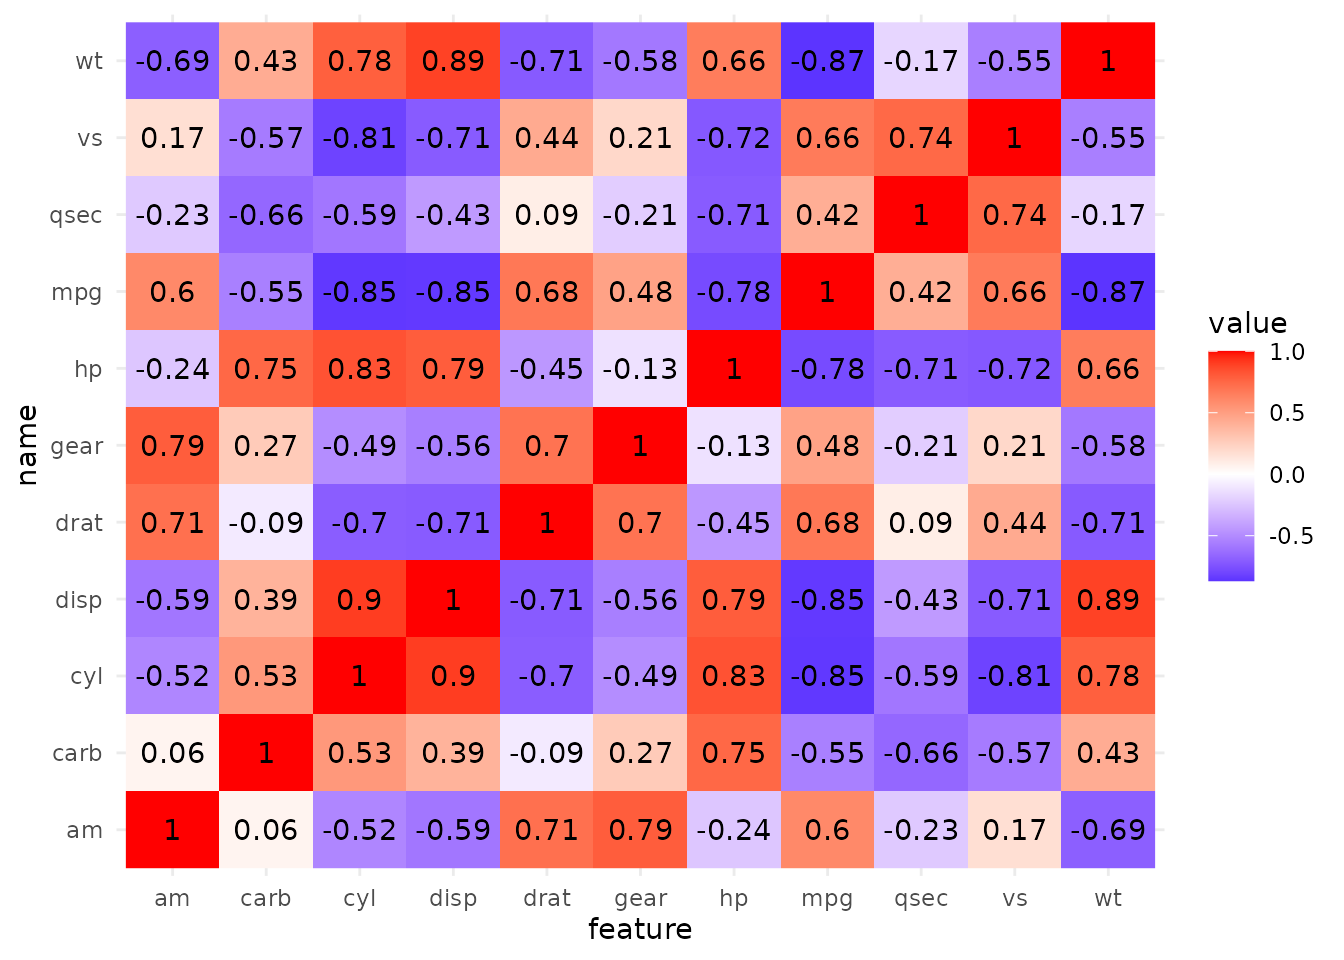 wt -0.69 0.43 0.78 0.89 -0.71 -0.58 0.66 -0.87 -0.17 -0.55 1
vs 0.17 -0.57 -0.81 -0.71 0.44 0.21 -0.72 0.66 0.74 1 -0.55
qsec -0.23 -0.66 -0.59 -0.43 0.09 -0.21 -0.71 0.42 1 0.74 -0.17
mpg 0.6 -0.55 -0.85 -0.85 0.68 0.48 -0.78 1 0.42 0.66 -0.87
hp -0.24 0.75 0.83 0.79 -0.45 -0.13 1 -0.78 -0.71 -0.72 0.66
gear 0.79 0.27 -0.49 -0.56 0.7 1 -0.13 0.48 -0.21 0.21 -0.58
drat 0.71 -0.09 -0.7 -0.71 1 0.7 -0.45 0.68 0.09 0.44 -0.71
disp -0.59 0.39 0.9 1 -0.71 -0.56 0.79 -0.85 -0.43 -0.71 0.89
cyl -0.52 0.53 1 0.9 -0.7 -0.49 0.83 -0.85 -0.59 -0.81 0.78
carb 0.06 1 0.53 0.39 -0.09 0.27 0.75 -0.55 -0.66 -0.57 0.43
am 1 0.06 -0.52 -0.59 0.71 0.79 -0.24 0.6 -0.23 0.17 -0.69
am carb cyl disp drat gear hp mpg qsec vs wt
feature
name
value
1.0
0.5
0.0
-0.5